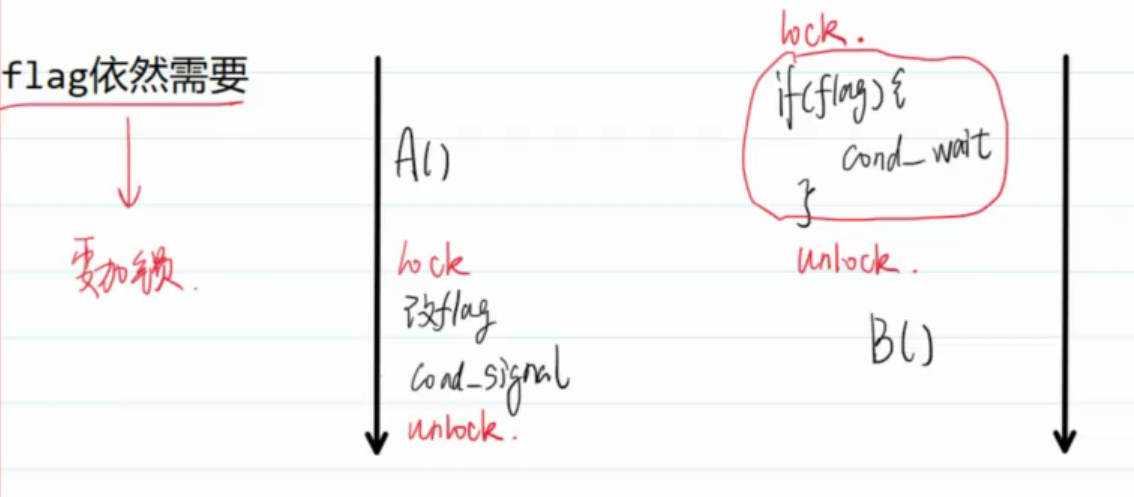 flag依然需要
要加锁.
A()
lock
改flag
cond_signal
unlock.
lock.
if(flag){
cond_wait
}
unlock.
B()